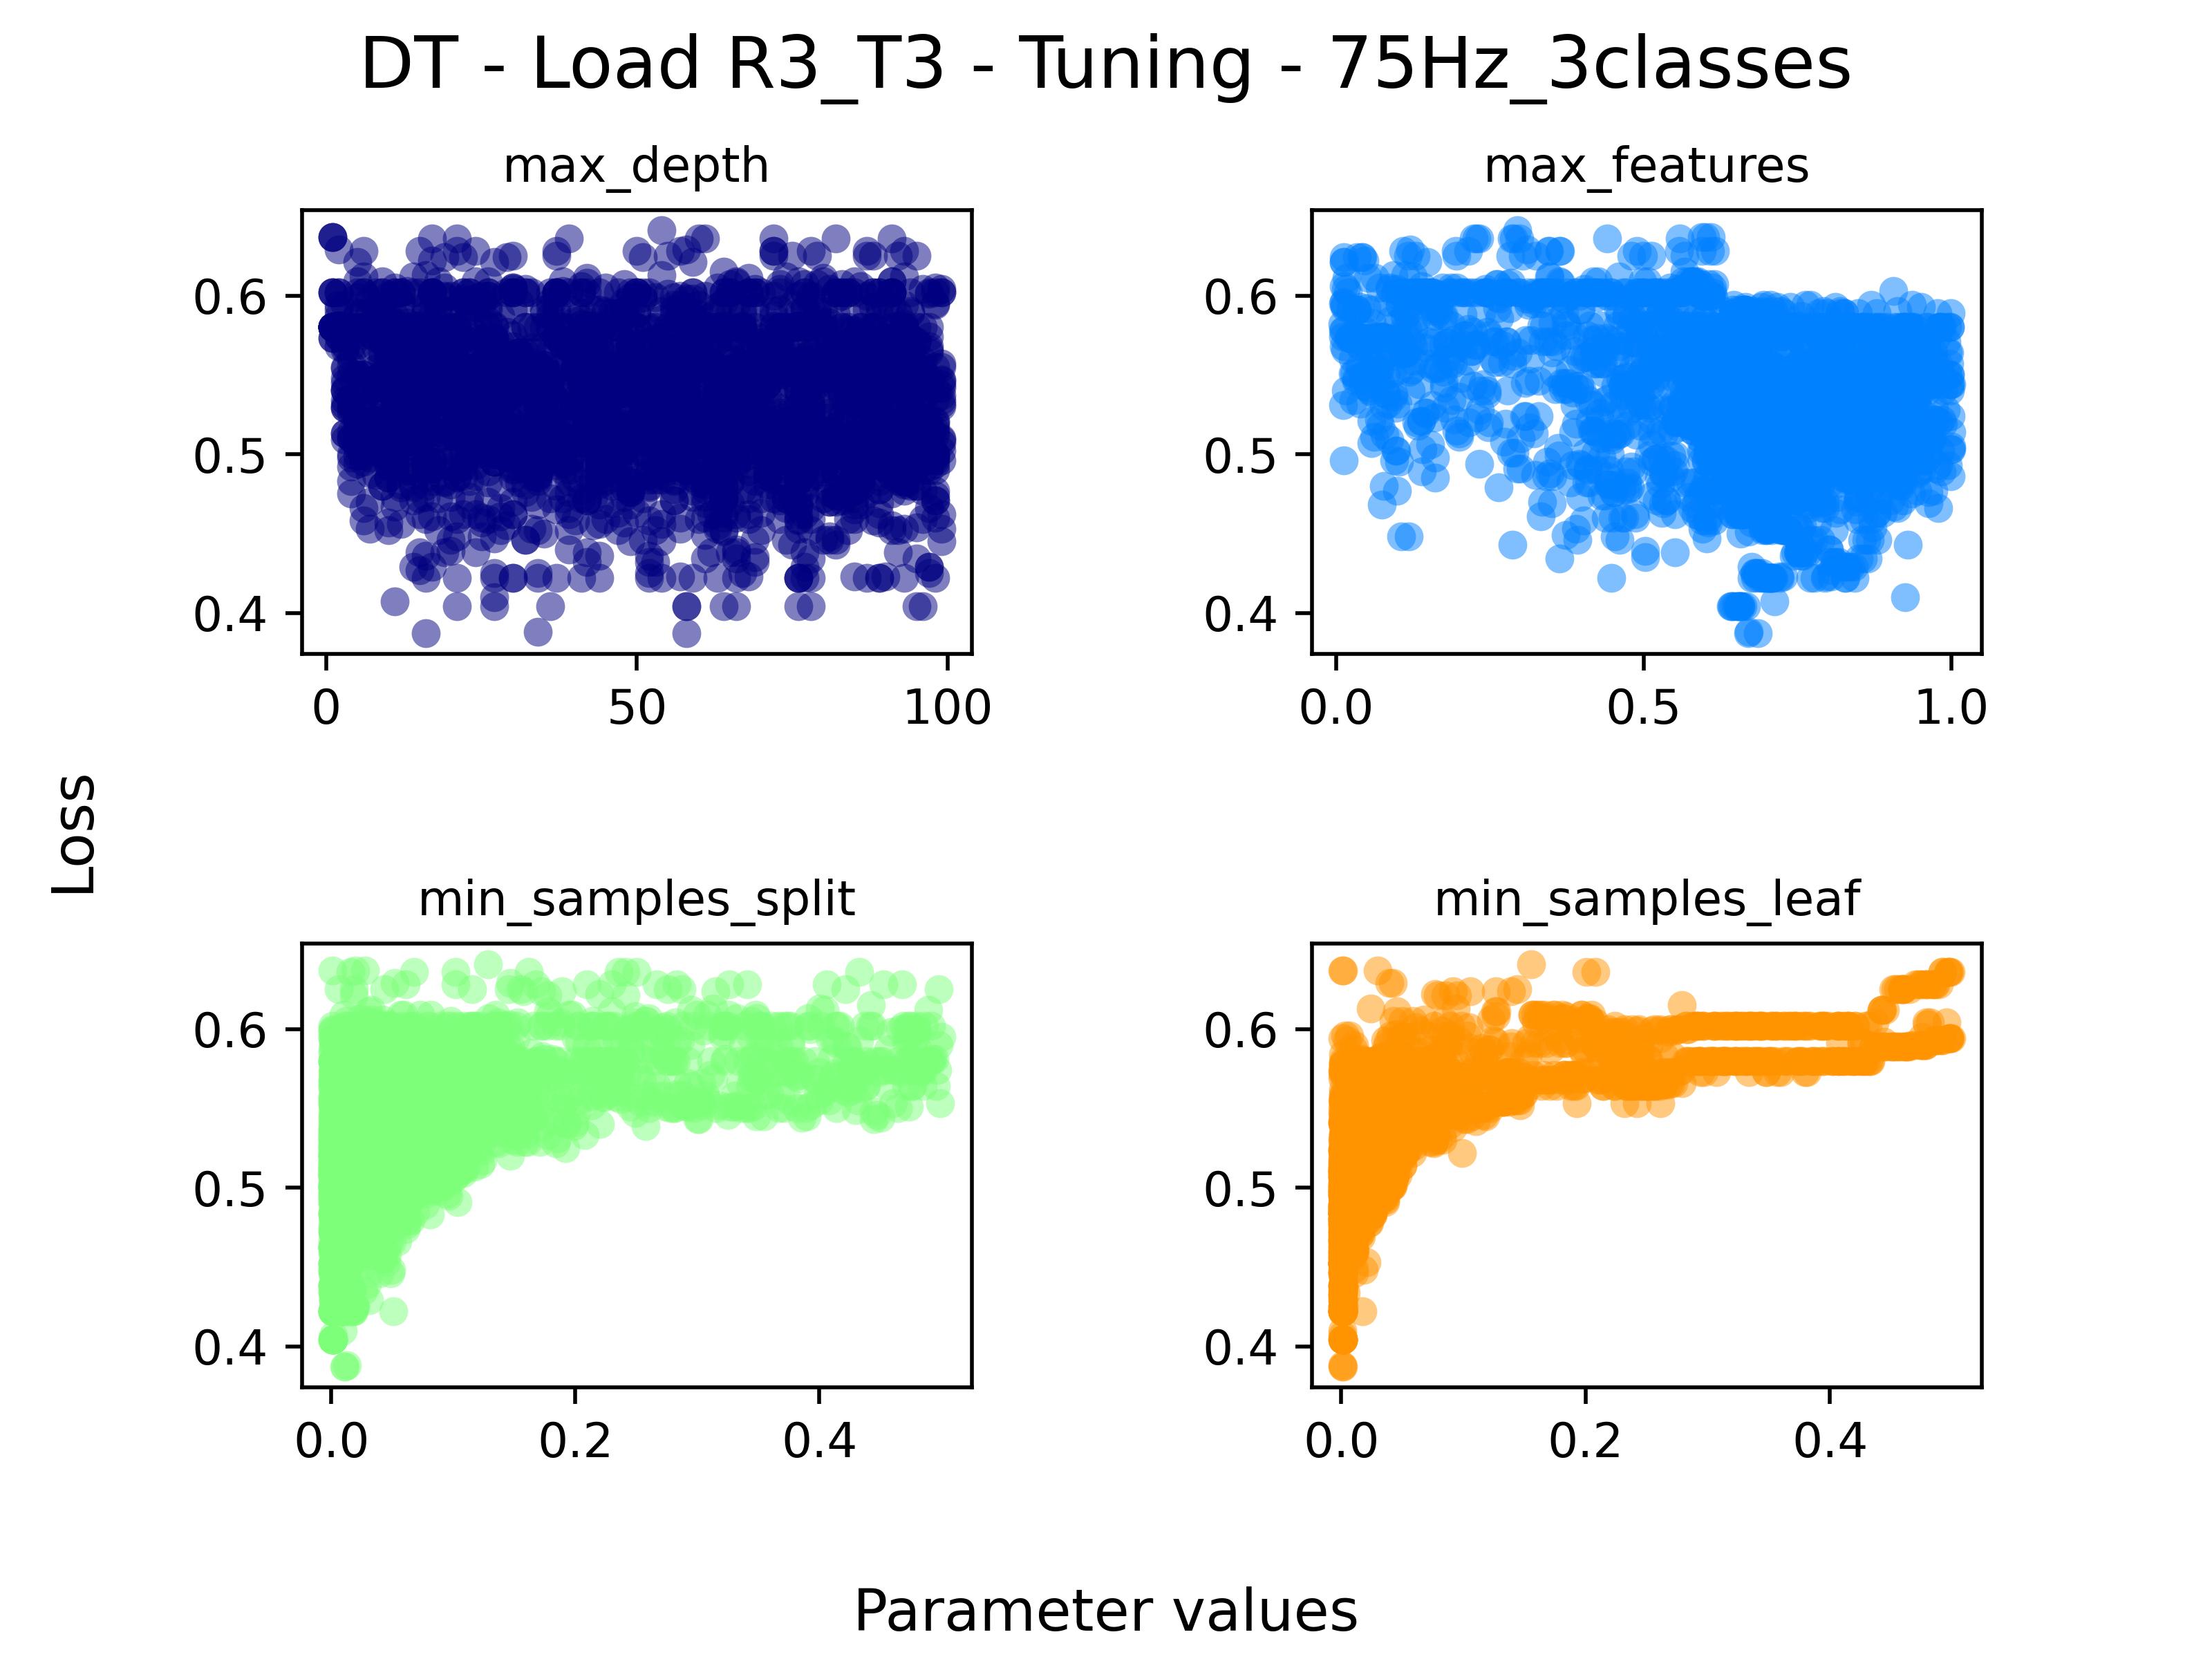 DT - Load R3_T3 - Tuning - 75Hz_3classes
max_depth
0.6
0.5
0.4
0 50 100
max_features
0.6
0.5
0.4
0.0 0.5 1.0
Loss
min_samples_split
0.6
0.5
0.4
0.0 0.2 0.4
min_samples_leaf
0.6
0.5
0.4
0.0 0.2 0.4
Parameter values